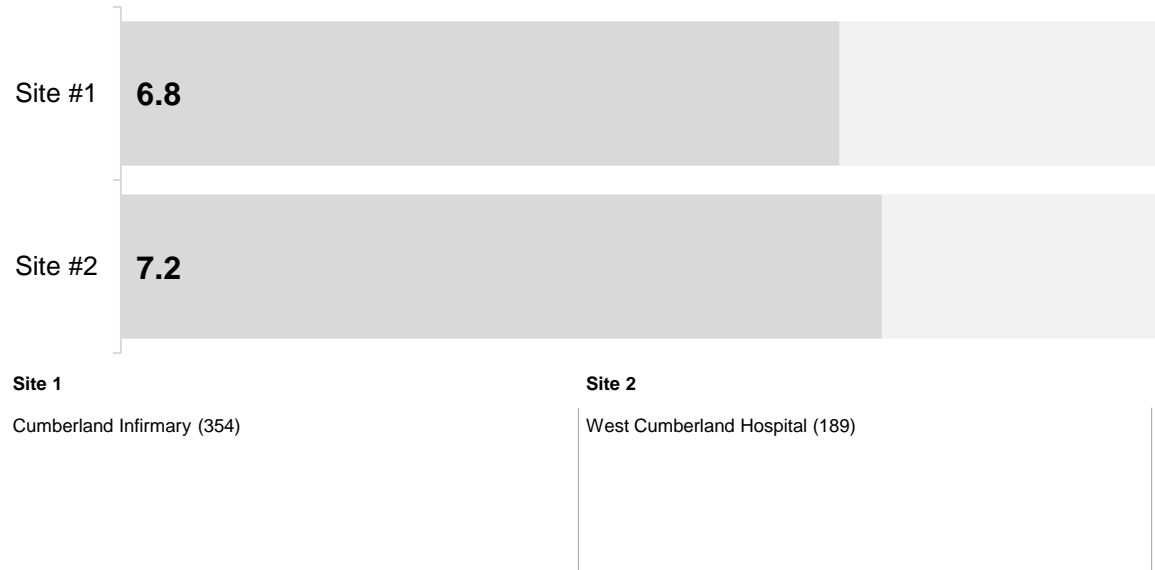 Site #1 6.8
Site #2 7.2
Site 1
Site 2
Cumberland Infirmary (354)
West Cumberland Hospital (189)